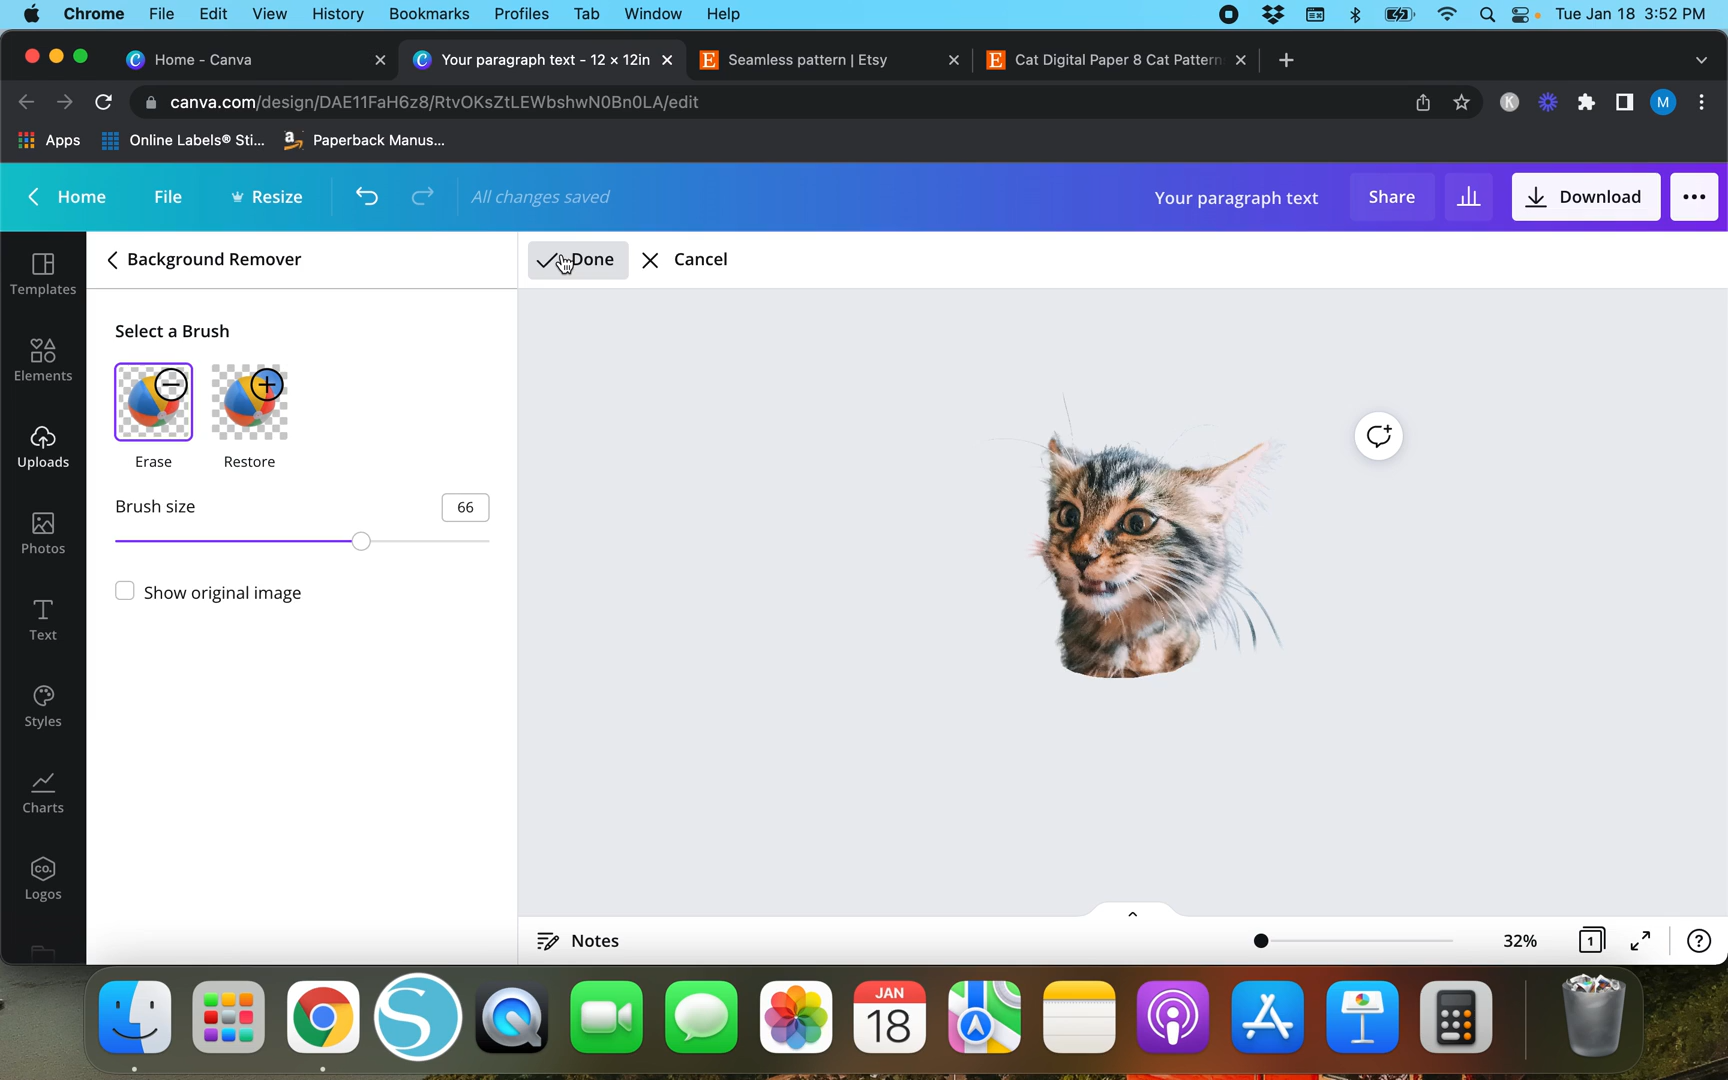 Chrome File Edit View History Bookmarks Profiles Tab Window Help Tue Jan 18 3:52 PM
Home - Canva Your paragraph text - 12 × 12in Seamless pattern | Etsy Cat Digital Paper 8 Cat Pattern
canva.com/design/DAE11FaH6z8/RtvOKsZtLEWbshwN0Bn0LA/edit K M
Apps Online Labels® Sti... Paperback Manus...
Home File Resize All changes saved Your paragraph text Share Download
Background Remover Done Cancel
Templates
Select a Brush
Elements
Erase Restore
Uploads
Brush size 66
Photos
Show original image
Text
Styles
Charts
CO.
Logos
Notes 32% 1 ?
JAN
18